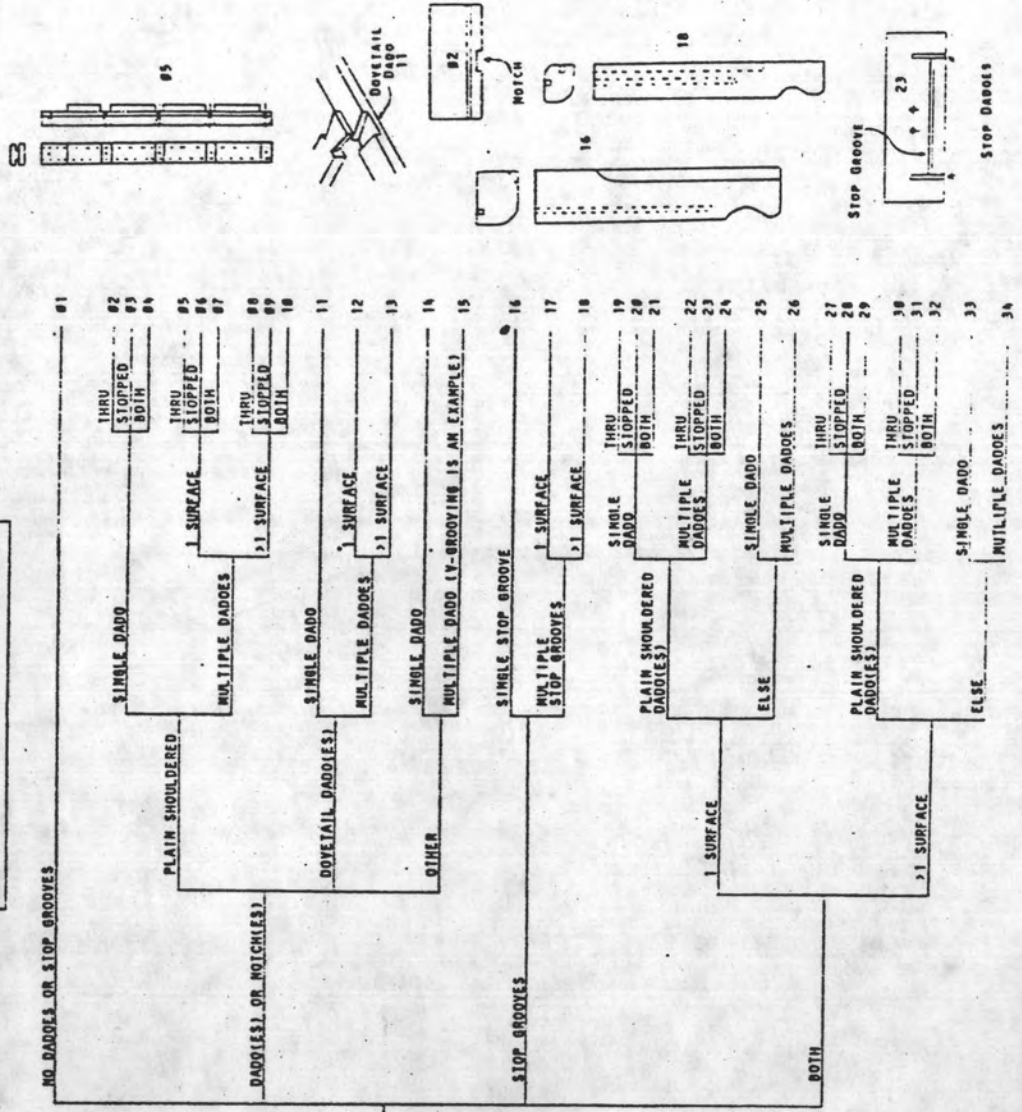 NO DADOES OR STOP GROOVES
DADO(ES) OR NOTCH(ES)
PLAIN SHOULDERED
SINGLE DADO
THRU
STOPPED
BOTH
MULTIPLE DADOES
1 SURFACE
THRU
STOPPED
BOTH
>1 SURFACE
THRU
STOPPED
BOTH
DOVETAIL DADO(ES)
SINGLE DADO
MULTIPLE DADOES
SURFACE
>1 SURFACE
OTHER
SINGLE DADO
MULTIPLE DADO (V-GROOVING IS AN EXAMPLE)
STOP GROOVES
SINGLE STOP GROOVE
MULTIPLE
STOP GROOVES
SURFACE
>1 SURFACE
BOTH
1 SURFACE
PLAIN SHOULDERED
DADO(ES)
SINGLE
DADO
THRU
STOPPED
BOTH
MULTIPLE
DADOES
THRU
STOPPED
BOTH
ELSE
SINGLE DADO
MULTIPLE DADOES
>1 SURFACE
PLAIN SHOULDERED
DADO(ES)
SINGLE
DADO
THRU
STOPPED
BOTH
MULTIPLE
DADOES
THRU
STOPPED
BOTH
ELSE
SINGLE DADO
MULTIPLE DADOES
01
02
03
04
05
06
07
08
09
10
11
12
13
14
15
16
17
18
19
20
21
22
23
24
25
26
27
28
29
30
31
32
33
34
05
DOVETAIL
DADO
11
02
NOTCH
16
18
STOP GROOVE
23
STOP DADOES